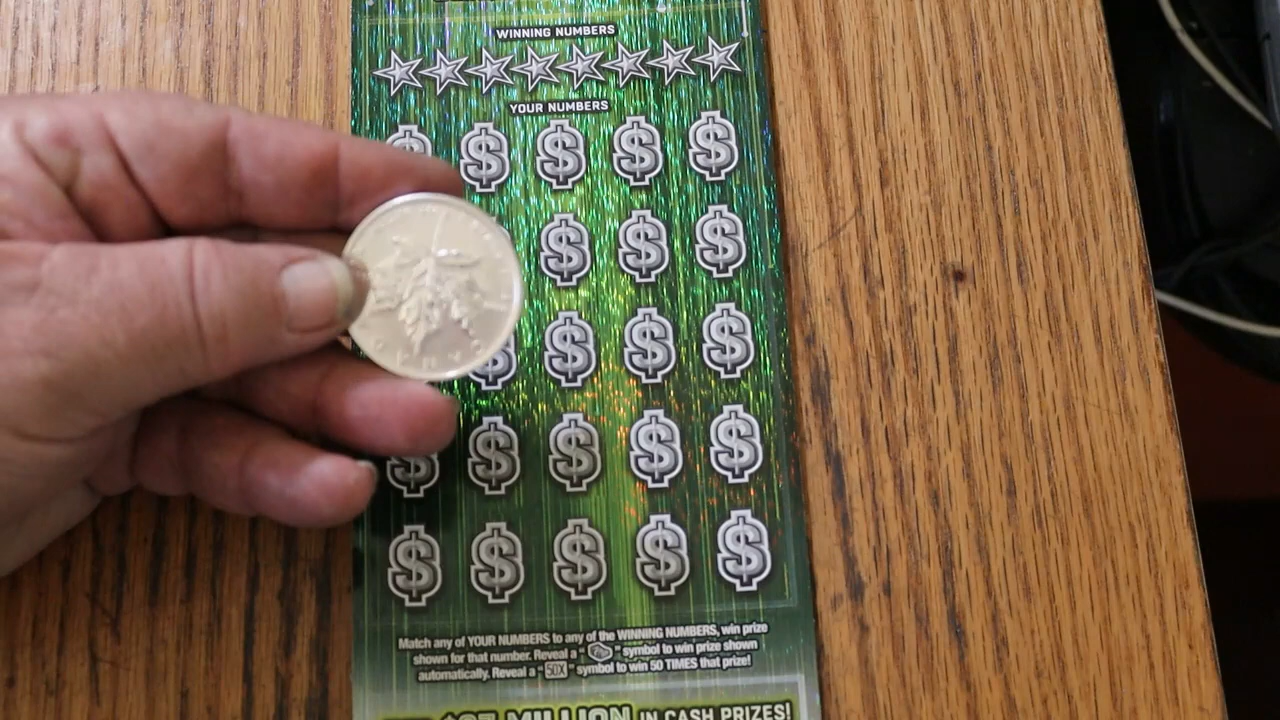 WINNING NUMBERS
YOUR NUMBERS
CANADA
Match any of YOUR NUMBERS to any of the WINNING NUMBERS, win prize
shown for that number. Reveal a " " symbol to win prize shown
automatically. Reveal a "50X" symbol to win 50 TIMES that prize!
MILLION IN CASH PRIZES!